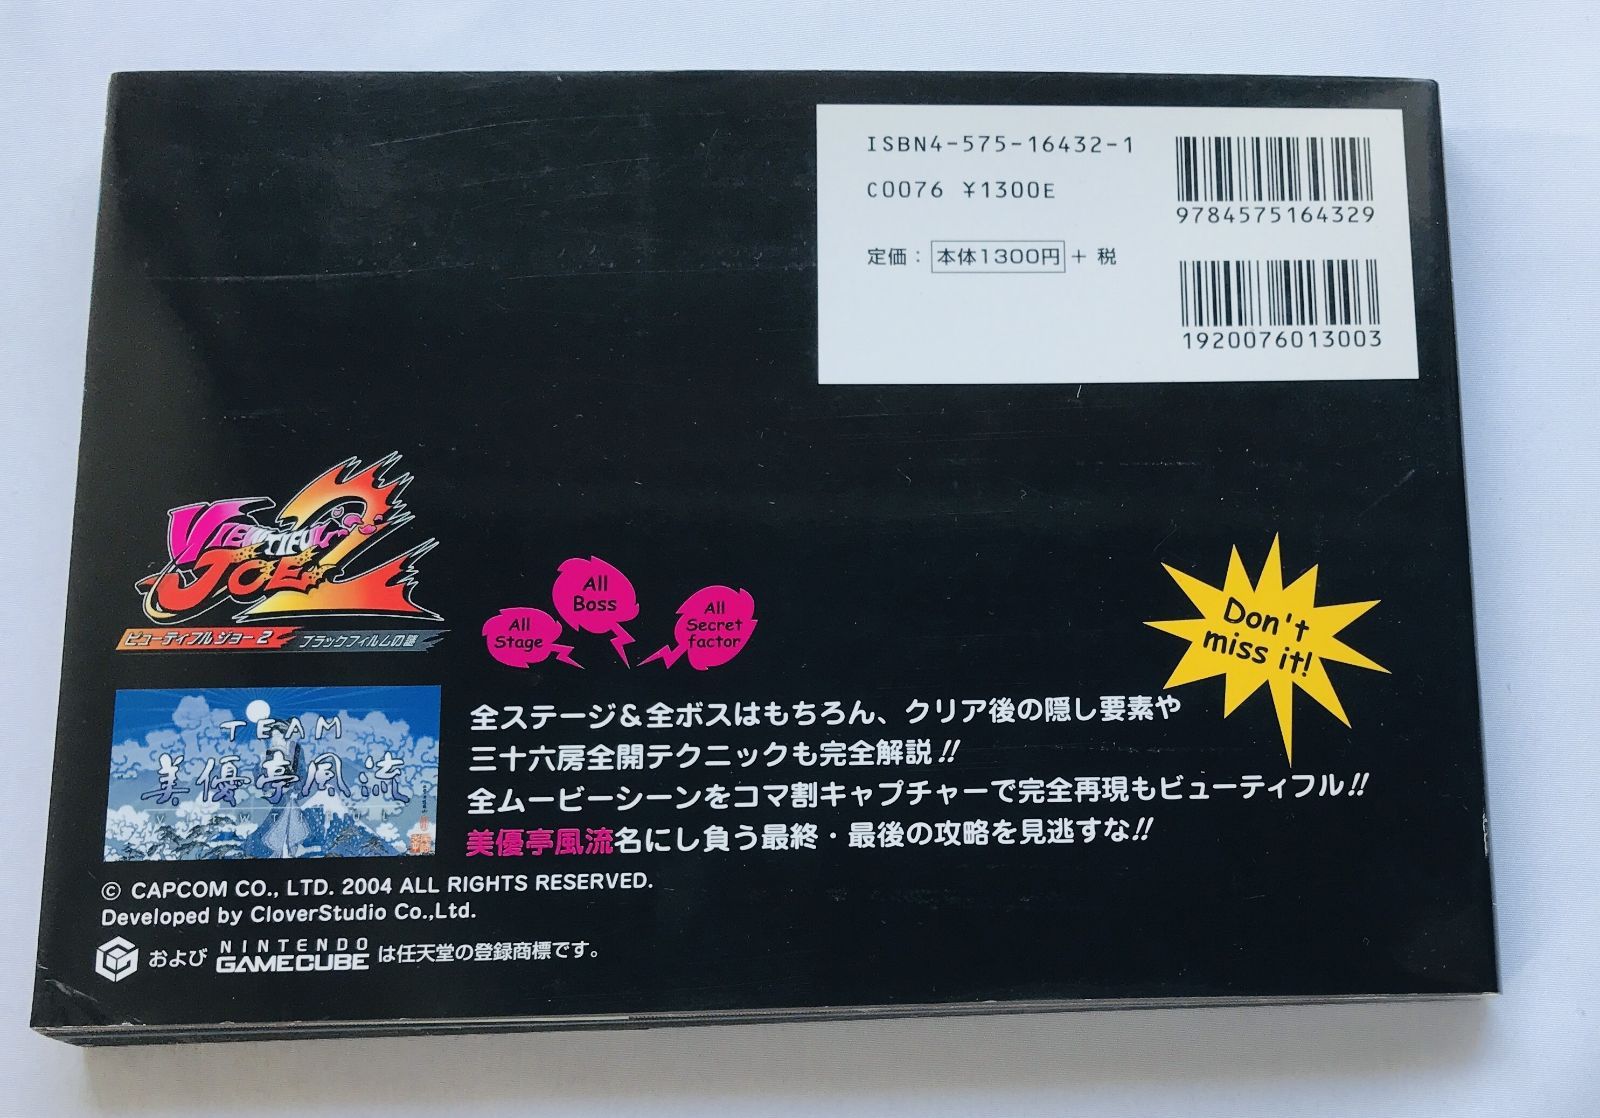 ISBN4-575-16432-1
C0076 ¥1300E
定価：本体1300円＋税
9784575164329
1920076013003
VIEWTIFUL
JOE 2
ビューティフル ジョー 2 ブラックフィルムの謎
All
Stage
All
Boss
All
Secret
factor
Don't
miss it!
全ステージ&全ボスはもちろん、クリア後の隠し要素や
三十六房全開テクニックも完全解説!!
全ムービーシーンをコマ割キャプチャーで完全再現もビューティフル!!
美優亭風流名にし負う最終・最後の攻略を見逃すな!!
TEAM
美優亭風流
© CAPCOM CO., LTD. 2004 ALL RIGHTS RESERVED.
Developed by CloverStudio Co.,Ltd.
および NINTENDO GAMECUBE は任天堂の登録商標です。